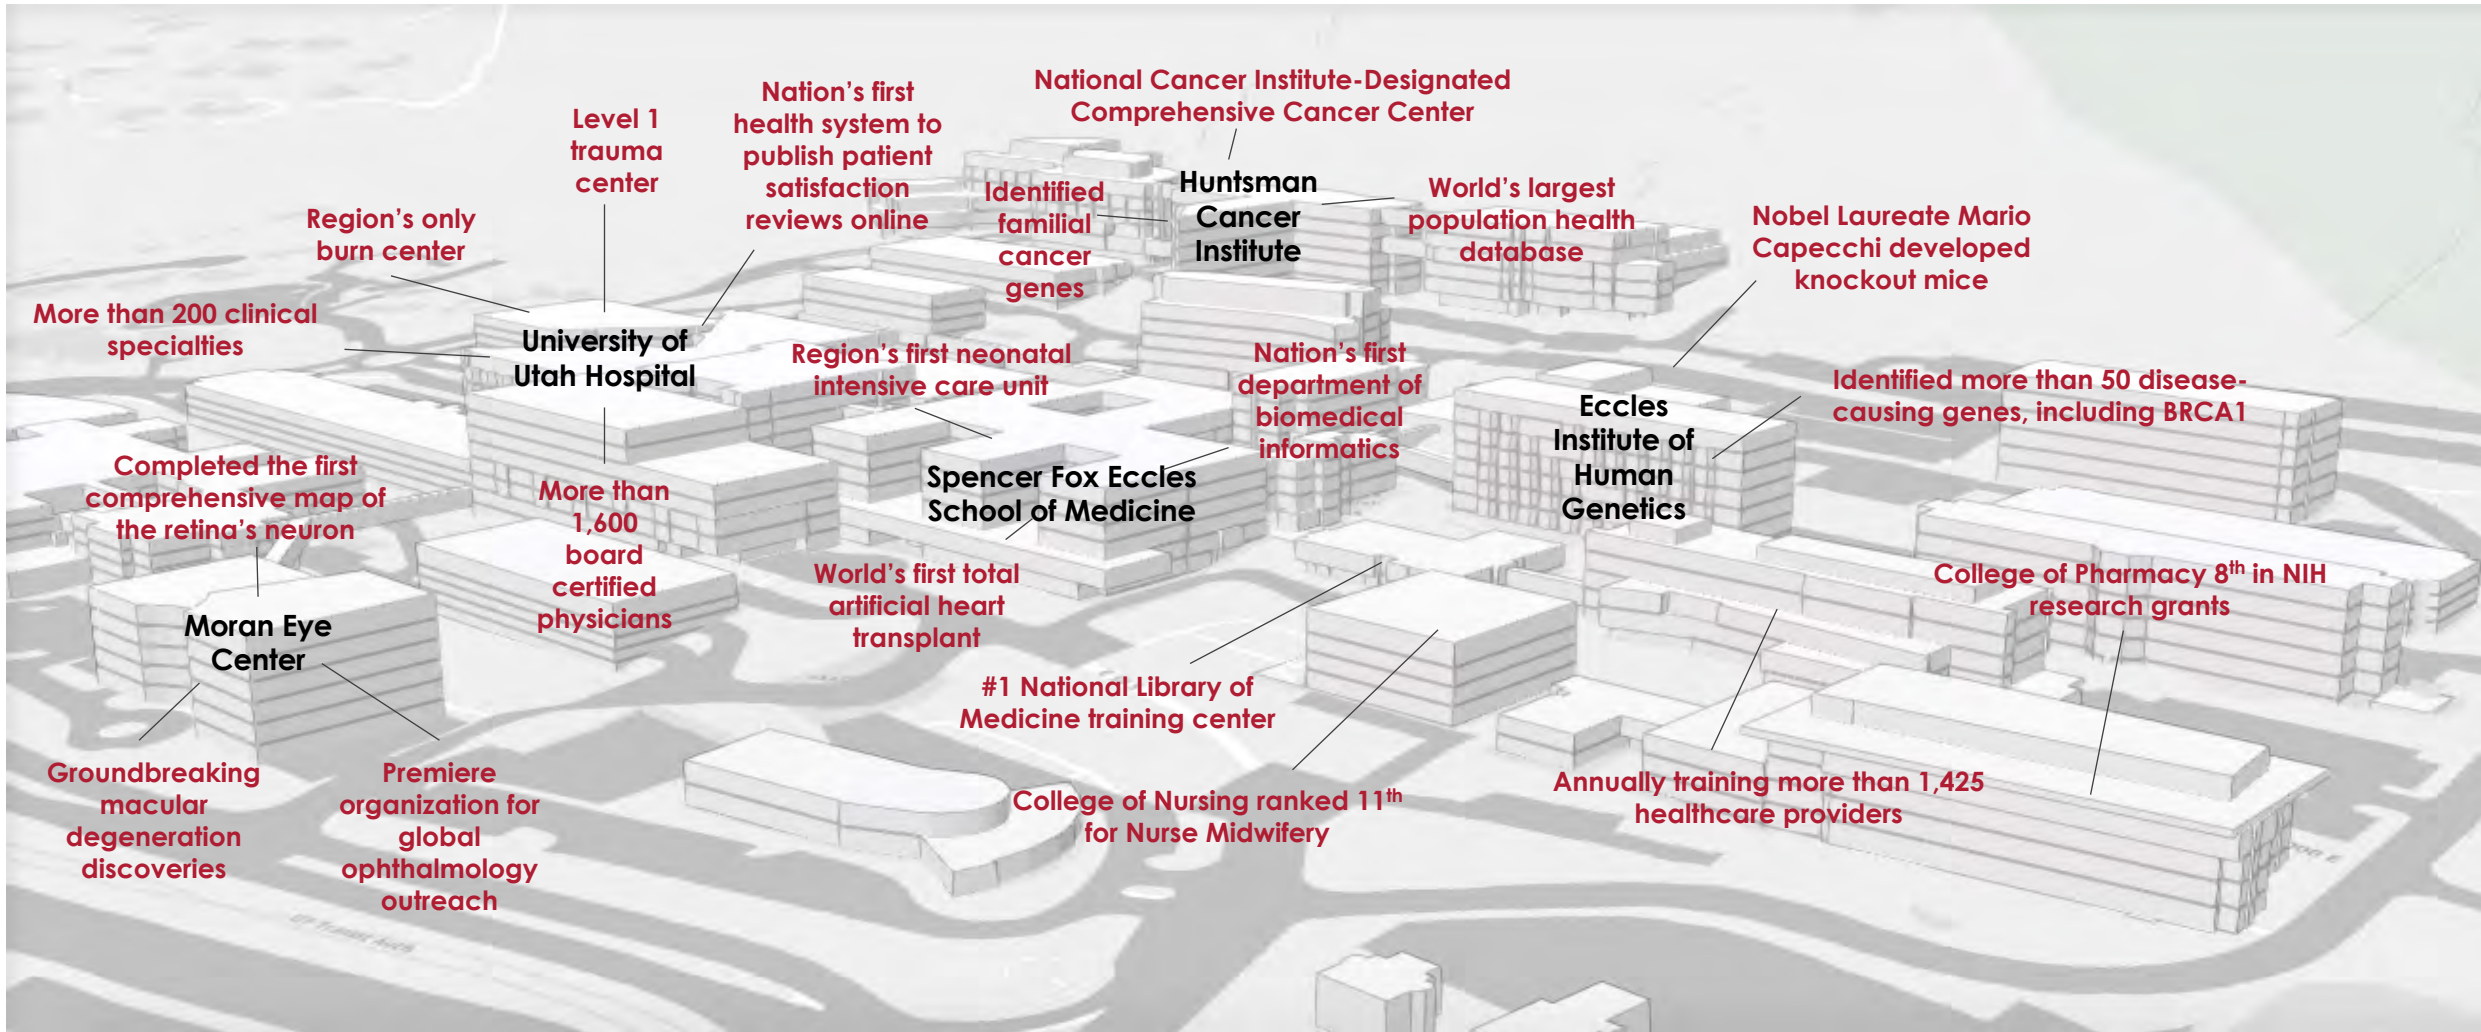 National Cancer Institute-Designated
Comprehensive Cancer Center
Nation's first
health system to
publish patient
satisfaction
reviews online
Level 1
trauma
center
Region's only
burn center
More than 200 clinical
specialties
University of
Utah Hospital
More than
1,600
board
certified
physicians
Huntsman
Cancer
Institute
Identified
familial
cancer
genes
World's largest
population health
database
Nobel Laureate Mario
Capecchi developed
knockout mice
Identified more than 50 disease-
causing genes, including BRCA1
Eccles
Institute of
Human
Genetics
Region's first neonatal
intensive care unit
Nation's first
department of
biomedical
informatics
Spencer Fox Eccles
School of Medicine
World's first total
artificial heart
transplant
Completed the first
comprehensive map of
the retina's neuron
Moran Eye
Center
Groundbreaking
macular
degeneration
discoveries
Premiere
organization for
global
ophthalmology
outreach
#1 National Library of
Medicine training center
College of Nursing ranked 11th
for Nurse Midwifery
Annually training more than 1,425
healthcare providers
College of Pharmacy 8th in NIH
research grants